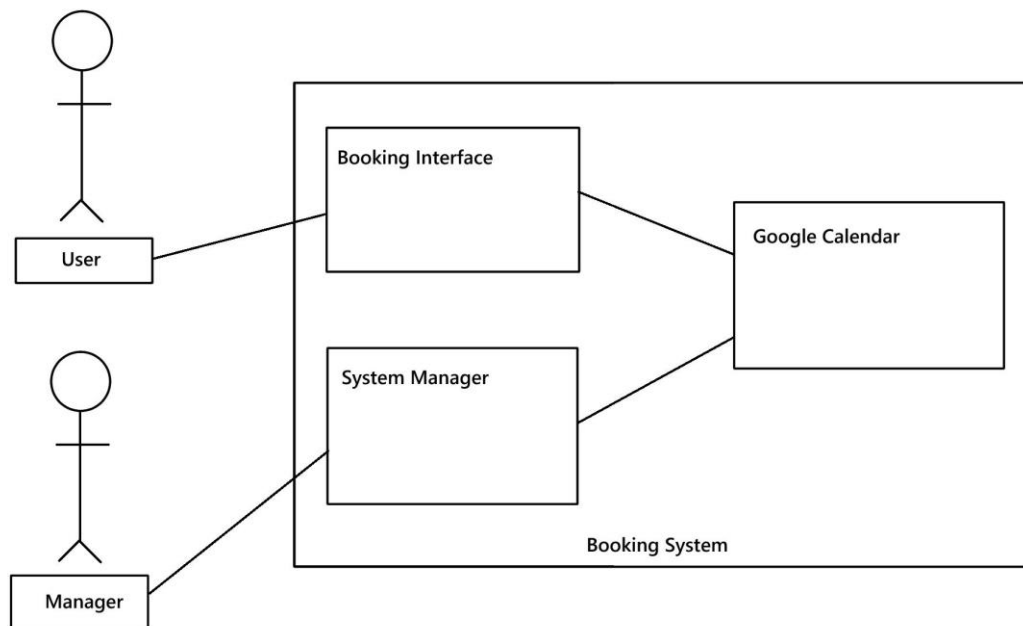 Booking Interface
Google Calendar
User
System Manager
Booking System
Manager